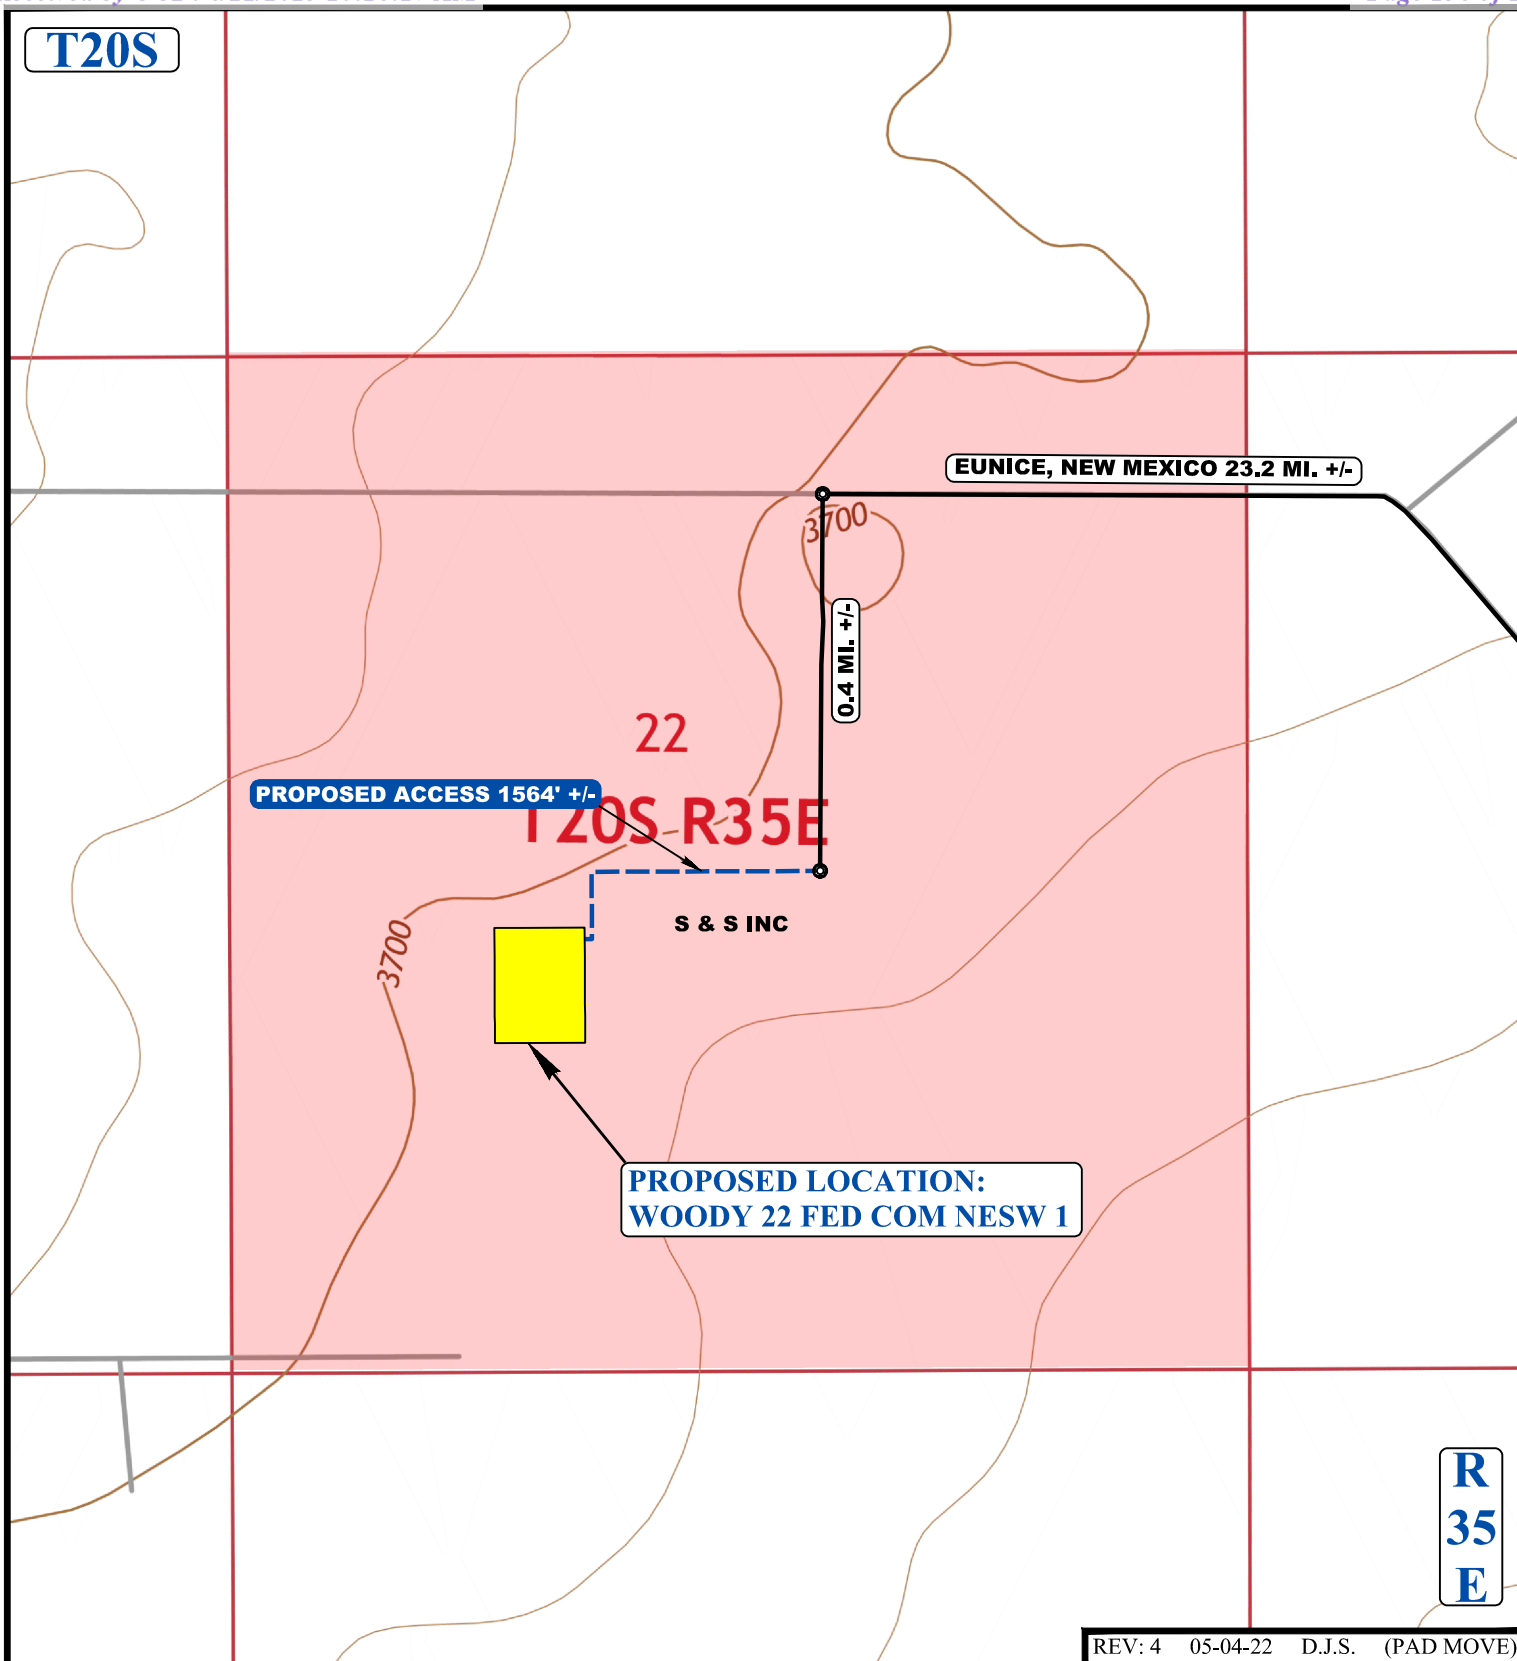 T20S
EUNICE, NEW MEXICO 23.2 MI. +/-
3700
0.4 MI. +/-
22
PROPOSED ACCESS 1564' +/-
T20S R35E
S & S INC
3700
PROPOSED LOCATION:
WOODY 22 FED COM NESW 1
R
35
E
REV: 4 05-04-22 D.J.S. (PAD MOVE)